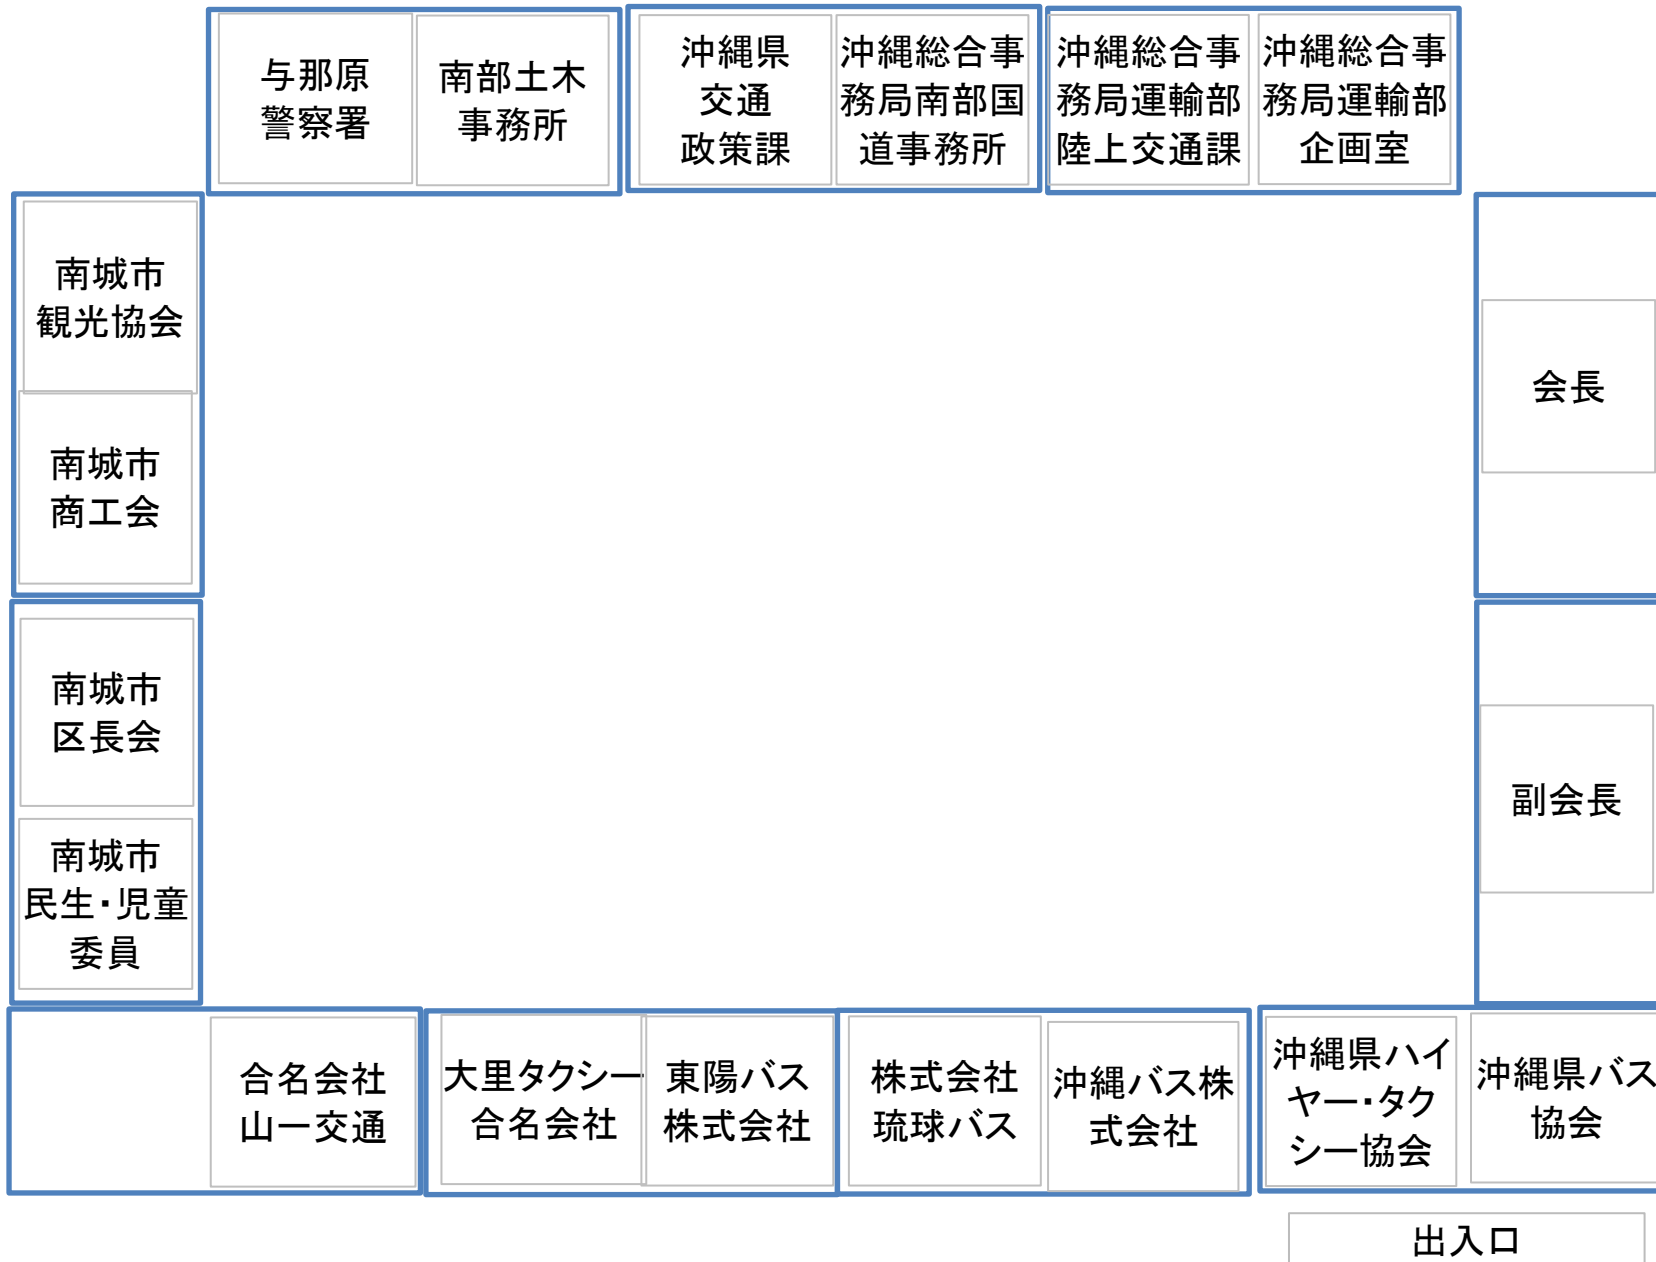 与那原
警察署
南部土木
事務所
沖縄県
交通
政策課
沖縄総合事
務局南部国
道事務所
沖縄総合事
務局運輸部
陸上交通課
沖縄総合事
務局運輸部
企画室
南城市
観光協会
南城市
商工会
南城市
区長会
南城市
民生・児童
委員
会長
副会長
合名会社
山一交通
大里タクシー
合名会社
東陽バス
株式会社
株式会社
琉球バス
沖縄バス株
式会社
沖縄県ハイ
ヤー・タク
シー協会
沖縄県バス
協会
出入口